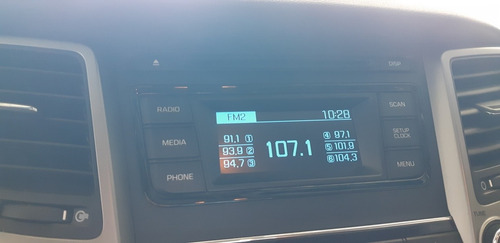 DISP
RADIO
MEDIA
PHONE
FM2 10:28
91.1 1 107.1 4 97.1
93.9 2 5 101.9
94.7 3 6 104.3
SCAN
SETUP
CLOCK
MENU